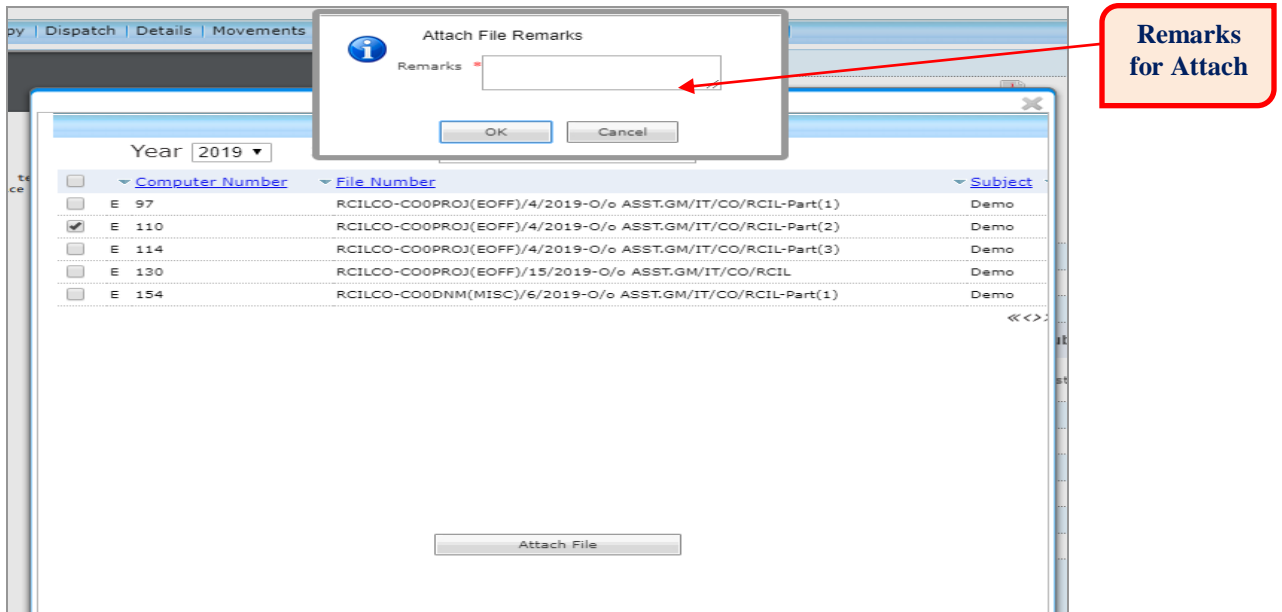 py | Dispatch | Details | Movements
Attach File Remarks
Remarks *
OK Cancel
Remarks
for Attach
Year 2019
Computer Number File Number Subject
E 97 RCILCO-CO0PROJ(EOFF)/4/2019-O/o ASST.GM/IT/CO/RCIL-Part(1) Demo
E 110 RCILCO-CO0PROJ(EOFF)/4/2019-O/o ASST.GM/IT/CO/RCIL-Part(2) Demo
E 114 RCILCO-CO0PROJ(EOFF)/4/2019-O/o ASST.GM/IT/CO/RCIL-Part(3) Demo
E 130 RCILCO-CO0PROJ(EOFF)/15/2019-O/o ASST.GM/IT/CO/RCIL Demo
E 154 RCILCO-CO0DNM(MISC)/6/2019-O/o ASST.GM/IT/CO/RCIL-Part(1) Demo
Attach File